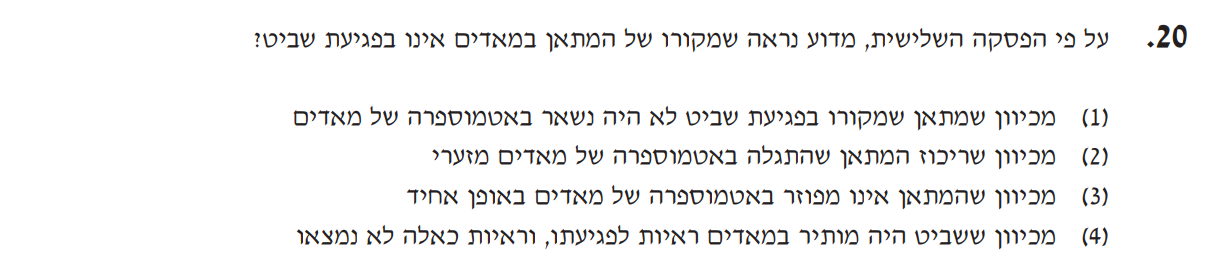 20. על פי הפסקה השלישית, מדוע נראה שמקורו של המתאן במאדים אינו בפגיעת שביט?
(1) מכיוון שמתאן שמקורו בפגיעת שביט לא היה נשאר באטמוספרה של מאדים
(2) מכיוון שריכוז המתאן שהתגלה באטמוספרה של מאדים מזערי
(3) מכיוון שהמתאן אינו מפוזר באטמוספרה של מאדים באופן אחיד
(4) מכיוון ששביט היה מותיר במאדים ראיות לפגיעתו, וראיות כאלה לא נמצאו